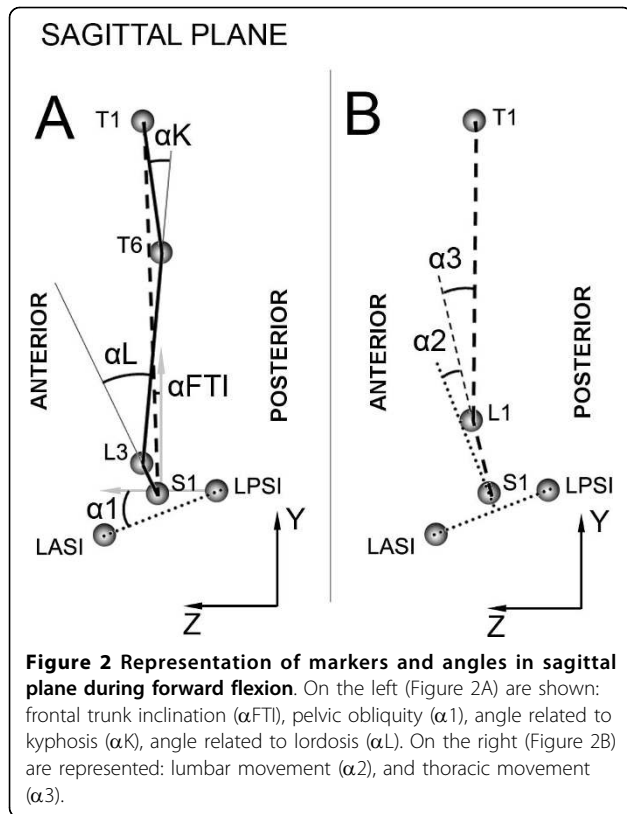 SAGITTAL PLANE
A
T1
αK
T6
ANTERIOR
POSTERIOR
αL
αFTI
L3
S1
LPSI
α1
LASI
Y
Z
B
T1
α3
ANTERIOR
POSTERIOR
α2
L1
S1
LPSI
LASI
Y
Z
Figure 2 Representation of markers and angles in sagittal
plane during forward flexion. On the left (Figure 2A) are shown:
frontal trunk inclination (αFTI), pelvic obliquity (α1), angle related to
kyphosis (αK), angle related to lordosis (αL). On the right (Figure 2B)
are represented: lumbar movement (α2), and thoracic movement
(α3).